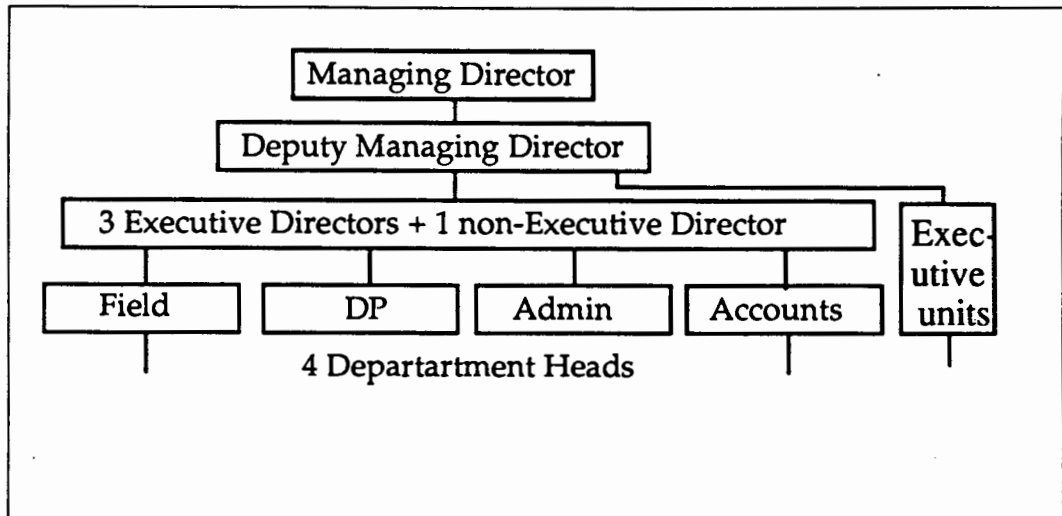 Managing Director
Deputy Managing Director
3 Executive Directors + 1 non-Executive Director
Exec-
utive
units
Field
DP
Admin
Accounts
4 Departartment Heads